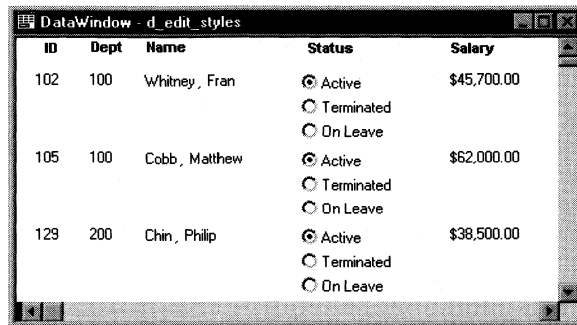 DataWindow - d_edit_styles
ID Dept Name Status Salary
102 100 Whitney , Fran Active $45,700.00
Terminated
On Leave
105 100 Cobb , Matthew Active $62,000.00
Terminated
On Leave
129 200 Chin , Philip Active $38,500.00
Terminated
On Leave